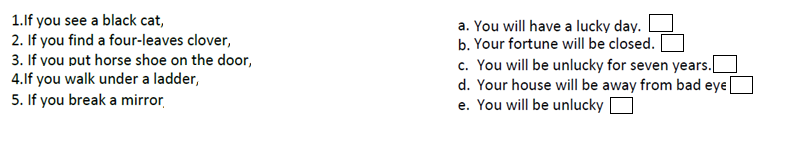 1.If you see a black cat,
2. If you find a four-leaves clover,
3. If you put horse shoe on the door,
4.If you walk under a ladder,
5. If you break a mirror
a. You will have a lucky day.
b. Your fortune will be closed.
c. You will be unlucky for seven years.
d. Your house will be away from bad eye
e. You will be unlucky